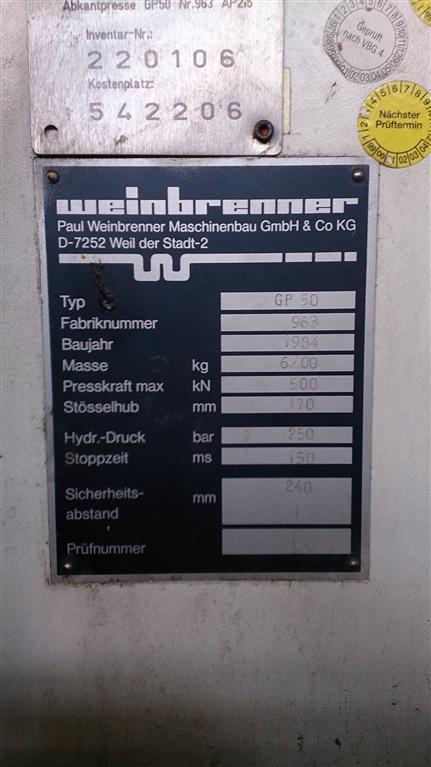 Abkantpresse GP50 Nr.963 AP2/5
Inventar-Nr.:
220106
Kostenplatz:
542206
Geprüft
nach VBG 4
Nächster
Prüftermin
weinbrenner
Paul Weinbrenner Maschinenbau GmbH & Co KG
D-7252 Weil der Stadt-2
Typ GP 50
Fabriknummer 963
Baujahr 1984
Masse kg
Presskraft max kN 500
Stösselhub mm 170
Hydr.-Druck bar 250
Stoppzeit ms 150
Sicherheits- mm 240
abstand
Prüfnummer